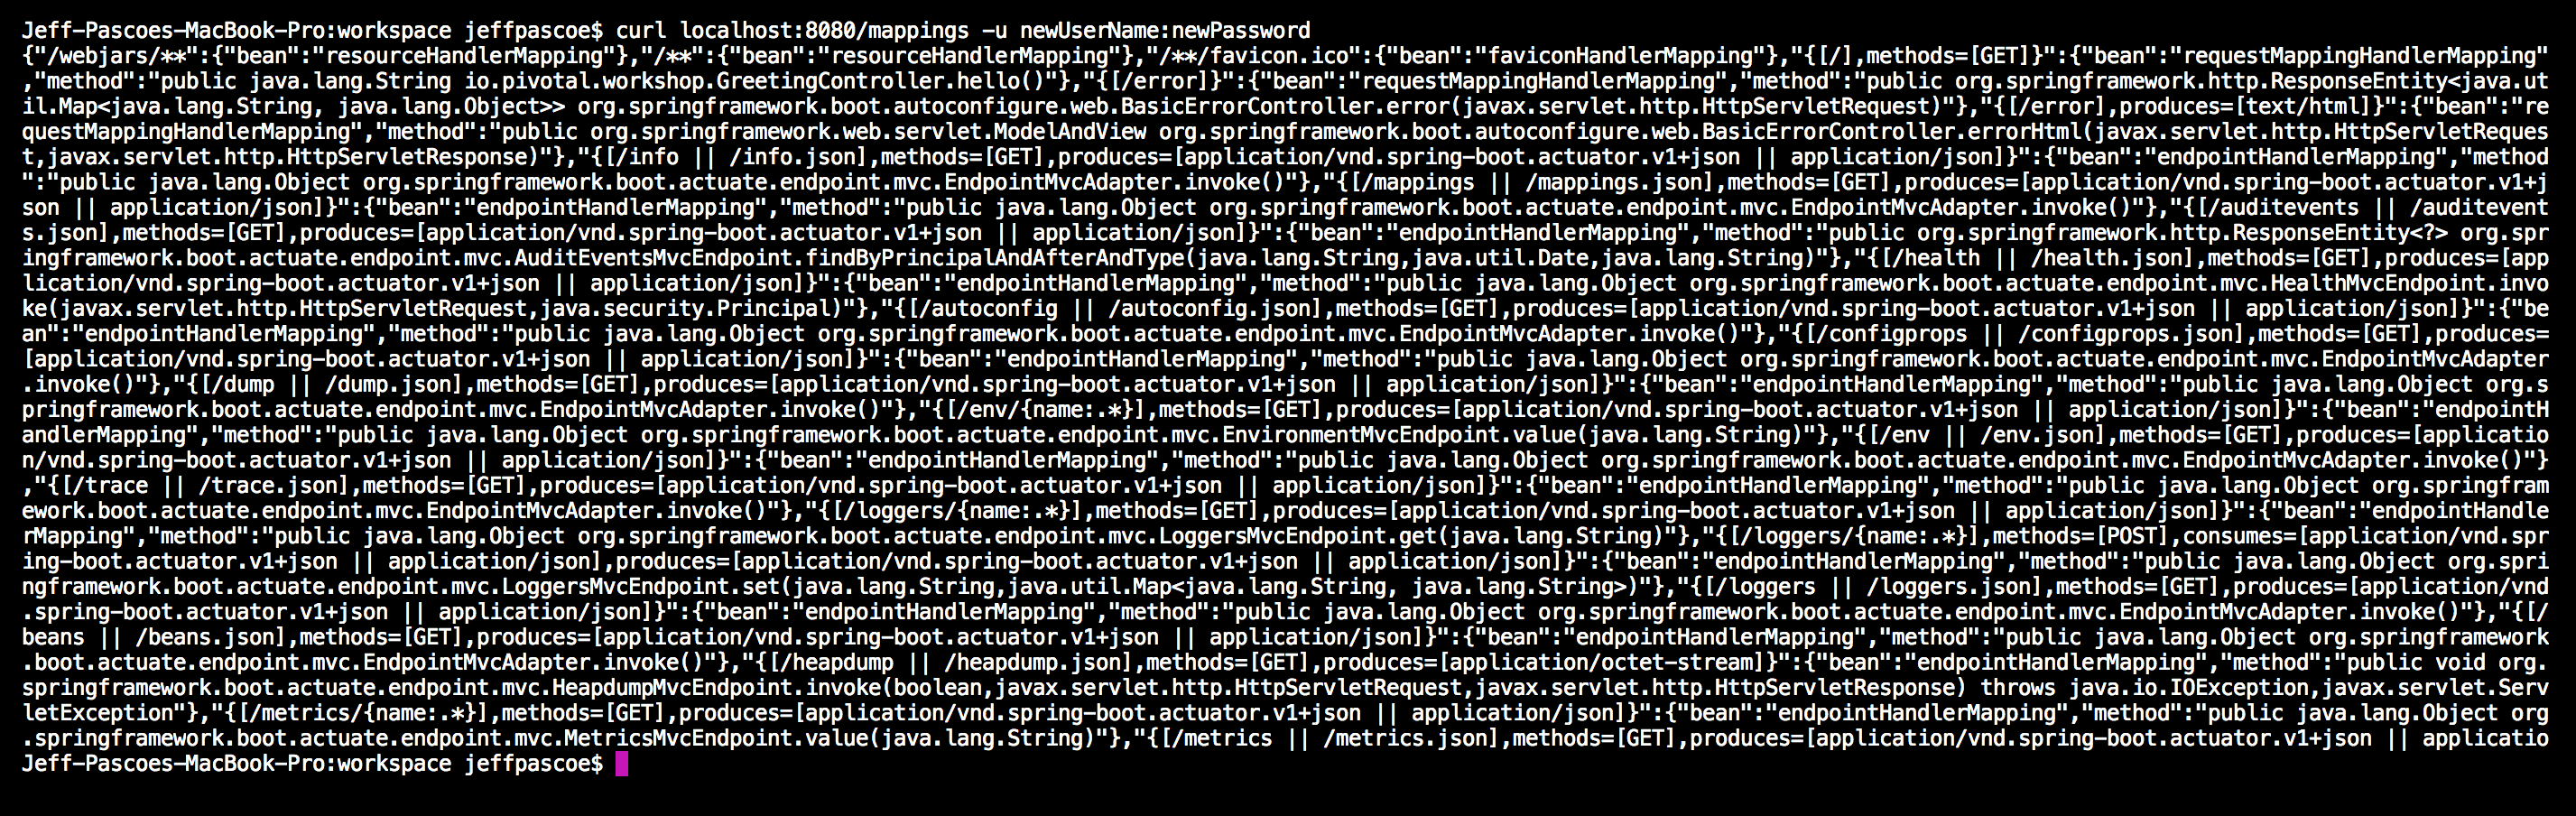 Jeff-Pascoes-MacBook-Pro:workspace jeffpascoe$ curl localhost:8080/mappings -u newUserName:newPassword
{"/webjars/**":{"bean":"resourceHandlerMapping"},"/**":{"bean":"resourceHandlerMapping"},"/**/favicon.ico":{"bean":"faviconHandlerMapping"},"{[/],methods=[GET]}":{"bean":"requestMappingHandlerMapping"
,"method":"public java.lang.String io.pivotal.workshop.GreetingController.hello()"},"{[/error]}":{"bean":"requestMappingHandlerMapping","method":"public org.springframework.http.ResponseEntity<java.ut
il.Map<java.lang.String, java.lang.Object>> org.springframework.boot.autoconfigure.web.BasicErrorController.error(javax.servlet.http.HttpServletRequest)"},"{[/error],produces=[text/html]}":{"bean":"re
questMappingHandlerMapping","method":"public org.springframework.web.servlet.ModelAndView org.springframework.boot.autoconfigure.web.BasicErrorController.errorHtml(javax.servlet.http.HttpServletReques
t,javax.servlet.http.HttpServletResponse)"},"{[/info || /info.json],methods=[GET],produces=[application/vnd.spring-boot.actuator.v1+json || application/json]}":{"bean":"endpointHandlerMapping","method
":"public java.lang.Object org.springframework.boot.actuate.endpoint.mvc.EndpointMvcAdapter.invoke()"},"{[/mappings || /mappings.json],methods=[GET],produces=[application/vnd.spring-boot.actuator.v1+j
son || application/json]}":{"bean":"endpointHandlerMapping","method":"public java.lang.Object org.springframework.boot.actuate.endpoint.mvc.EndpointMvcAdapter.invoke()"},"{[/auditevents || /auditevent
s.json],methods=[GET],produces=[application/vnd.spring-boot.actuator.v1+json || application/json]}":{"bean":"endpointHandlerMapping","method":"public org.springframework.http.ResponseEntity<?> org.spr
ingframework.boot.actuate.endpoint.mvc.AuditEventsMvcEndpoint.findByPrincipalAndAfterAndType(java.lang.String,java.util.Date,java.lang.String)"},"{[/health || /health.json],methods=[GET],produces=[app
lication/vnd.spring-boot.actuator.v1+json || application/json]}":{"bean":"endpointHandlerMapping","method":"public java.lang.Object org.springframework.boot.actuate.endpoint.mvc.HealthMvcEndpoint.invo
ke(javax.servlet.http.HttpServletRequest,java.security.Principal)"},"{[/autoconfig || /autoconfig.json],methods=[GET],produces=[application/vnd.spring-boot.actuator.v1+json || application/json]}":{"be
an":"endpointHandlerMapping","method":"public java.lang.Object org.springframework.boot.actuate.endpoint.mvc.EndpointMvcAdapter.invoke()"},"{[/configprops || /configprops.json],methods=[GET],produces=
[application/vnd.spring-boot.actuator.v1+json || application/json]}":{"bean":"endpointHandlerMapping","method":"public java.lang.Object org.springframework.boot.actuate.endpoint.mvc.EndpointMvcAdapter
.invoke()"},"{[/dump || /dump.json],methods=[GET],produces=[application/vnd.spring-boot.actuator.v1+json || application/json]}":{"bean":"endpointHandlerMapping","method":"public java.lang.Object org.s
pringframework.boot.actuate.endpoint.mvc.EndpointMvcAdapter.invoke()"},"{[/env/{name:.*}],methods=[GET],produces=[application/vnd.spring-boot.actuator.v1+json || application/json]}":{"bean":"endpointH
andlerMapping","method":"public java.lang.Object org.springframework.boot.actuate.endpoint.mvc.EnvironmentMvcEndpoint.value(java.lang.String)"},"{[/env || /env.json],methods=[GET],produces=[applicatio
n/vnd.spring-boot.actuator.v1+json || application/json]}":{"bean":"endpointHandlerMapping","method":"public java.lang.Object org.springframework.boot.actuate.endpoint.mvc.EndpointMvcAdapter.invoke()"}
,"{[/trace || /trace.json],methods=[GET],produces=[application/vnd.spring-boot.actuator.v1+json || application/json]}":{"bean":"endpointHandlerMapping","method":"public java.lang.Object org.springfram
ework.boot.actuate.endpoint.mvc.EndpointMvcAdapter.invoke()"},"{[/loggers/{name:.*}],methods=[GET],produces=[application/vnd.spring-boot.actuator.v1+json || application/json]}":{"bean":"endpointHandle
rMapping","method":"public java.lang.Object org.springframework.boot.actuate.endpoint.mvc.LoggersMvcEndpoint.get(java.lang.String)"},"{[/loggers/{name:.*}],methods=[POST],consumes=[application/vnd.spr
ing-boot.actuator.v1+json || application/json],produces=[application/vnd.spring-boot.actuator.v1+json || application/json]}":{"bean":"endpointHandlerMapping","method":"public java.lang.Object org.spri
ngframework.boot.actuate.endpoint.mvc.LoggersMvcEndpoint.set(java.lang.String,java.util.Map<java.lang.String, java.lang.String>)"},"{[/loggers || /loggers.json],methods=[GET],produces=[application/vnd
.spring-boot.actuator.v1+json || application/json]}":{"bean":"endpointHandlerMapping","method":"public java.lang.Object org.springframework.boot.actuate.endpoint.mvc.EndpointMvcAdapter.invoke()"},"{[/
beans || /beans.json],methods=[GET],produces=[application/vnd.spring-boot.actuator.v1+json || application/json]}":{"bean":"endpointHandlerMapping","method":"public java.lang.Object org.springframework
.boot.actuate.endpoint.mvc.EndpointMvcAdapter.invoke()"},"{[/heapdump || /heapdump.json],methods=[GET],produces=[application/octet-stream]}":{"bean":"endpointHandlerMapping","method":"public void org.
springframework.boot.actuate.endpoint.mvc.HeapdumpMvcEndpoint.invoke(boolean,javax.servlet.http.HttpServletRequest,javax.servlet.http.HttpServletResponse) throws java.io.IOException,javax.servlet.Serv
letException"},"{[/metrics/{name:.*}],methods=[GET],produces=[application/vnd.spring-boot.actuator.v1+json || application/json]}":{"bean":"endpointHandlerMapping","method":"public java.lang.Object org
.springframework.boot.actuate.endpoint.mvc.MetricsMvcEndpoint.value(java.lang.String)"},"{[/metrics || /metrics.json],methods=[GET],produces=[application/vnd.spring-boot.actuator.v1+json || applicatio
Jeff-Pascoes-MacBook-Pro:workspace jeffpascoe$